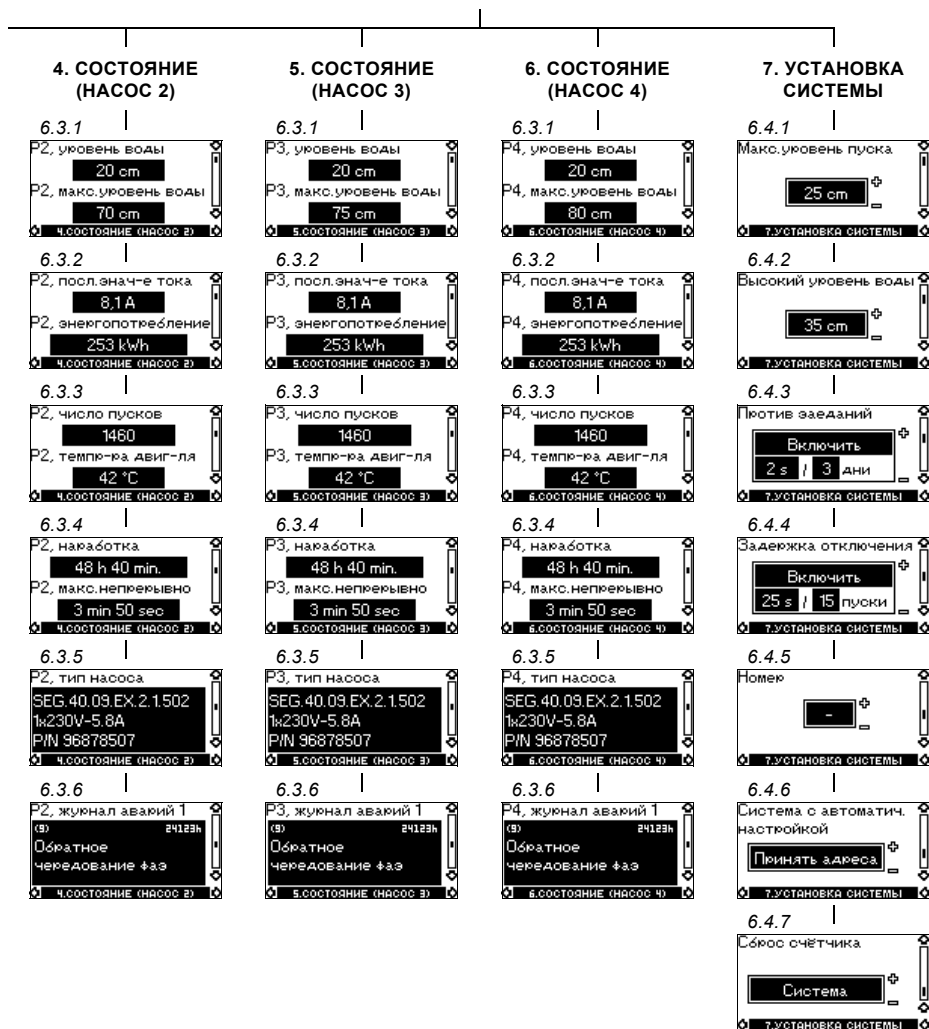 4. СОСТОЯНИЕ
(НАСОС 2)
6.3.1
P2, уровень воды
20 cm
P2, макс.уровень воды
70 cm
4.СОСТОЯНИЕ (НАСОС 2)
6.3.2
P2, посл.знач-е тока
8,1 A
P2, энергопотребление
253 kWh
4.СОСТОЯНИЕ (НАСОС 2)
6.3.3
P2, число пусков
1460
P2, темпр-ра двиг-ля
42 °C
4.СОСТОЯНИЕ (НАСОС 2)
6.3.4
P2, наработка
48 h 40 min.
P2, макс.непрерывно
3 min 50 sec
4.СОСТОЯНИЕ (НАСОС 2)
6.3.5
P2, тип насоса
SEG.40.09.EX.2.1.502
1x230V-5.8A
P/N 96878507
4.СОСТОЯНИЕ (НАСОС 2)
6.3.6
P2, журнал аварий 1
(9) 24123h
Обратное
чередование фаз
4.СОСТОЯНИЕ (НАСОС 2)
5. СОСТОЯНИЕ
(НАСОС 3)
6.3.1
P3, уровень воды
20 cm
P3, макс.уровень воды
75 cm
5.СОСТОЯНИЕ (НАСОС 3)
6.3.2
P3, посл.знач-е тока
8,1 A
P3, энергопотребление
253 kWh
5.СОСТОЯНИЕ (НАСОС 3)
6.3.3
P3, число пусков
1460
P3, темпр-ра двиг-ля
42 °C
5.СОСТОЯНИЕ (НАСОС 3)
6.3.4
P3, наработка
48 h 40 min.
P3, макс.непрерывно
3 min 50 sec
5.СОСТОЯНИЕ (НАСОС 3)
6.3.5
P3, тип насоса
SEG.40.09.EX.2.1.502
1x230V-5.8A
P/N 96878507
5.СОСТОЯНИЕ (НАСОС 3)
6.3.6
P3, журнал аварий 1
(9) 24123h
Обратное
чередование фаз
5.СОСТОЯНИЕ (НАСОС 3)
6. СОСТОЯНИЕ
(НАСОС 4)
6.3.1
P4, уровень воды
20 cm
P4, макс.уровень воды
80 cm
6.СОСТОЯНИЕ (НАСОС 4)
6.3.2
P4, посл.знач-е тока
8,1 A
P4, энергопотребление
253 kWh
6.СОСТОЯНИЕ (НАСОС 4)
6.3.3
P4, число пусков
1460
P4, темпр-ра двиг-ля
42 °C
6.СОСТОЯНИЕ (НАСОС 4)
6.3.4
P4, наработка
48 h 40 min.
P4, макс.непрерывно
3 min 50 sec
6.СОСТОЯНИЕ (НАСОС 4)
6.3.5
P4, тип насоса
SEG.40.09.EX.2.1.502
1x230V-5.8A
P/N 96878507
6.СОСТОЯНИЕ (НАСОС 4)
6.3.6
P4, журнал аварий 1
(9) 24123h
Обратное
чередование фаз
6.СОСТОЯНИЕ (НАСОС 4)
7. УСТАНОВКА
СИСТЕМЫ
6.4.1
Макс.уровень пуска
25 cm
7.УСТАНОВКА СИСТЕМЫ
6.4.2
Высокий уровень воды
35 cm
7.УСТАНОВКА СИСТЕМЫ
6.4.3
Против заеданий
Включить
2 s / 3 дни
7.УСТАНОВКА СИСТЕМЫ
6.4.4
Задержка отключения
Включить
25 s / 15 пуски
7.УСТАНОВКА СИСТЕМЫ
6.4.5
Номер
-
7.УСТАНОВКА СИСТЕМЫ
6.4.6
Система с автоматич.
настройкой
Принять адреса
7.УСТАНОВКА СИСТЕМЫ
6.4.7
Сброс счётчика
Система
7.УСТАНОВКА СИСТЕМЫ